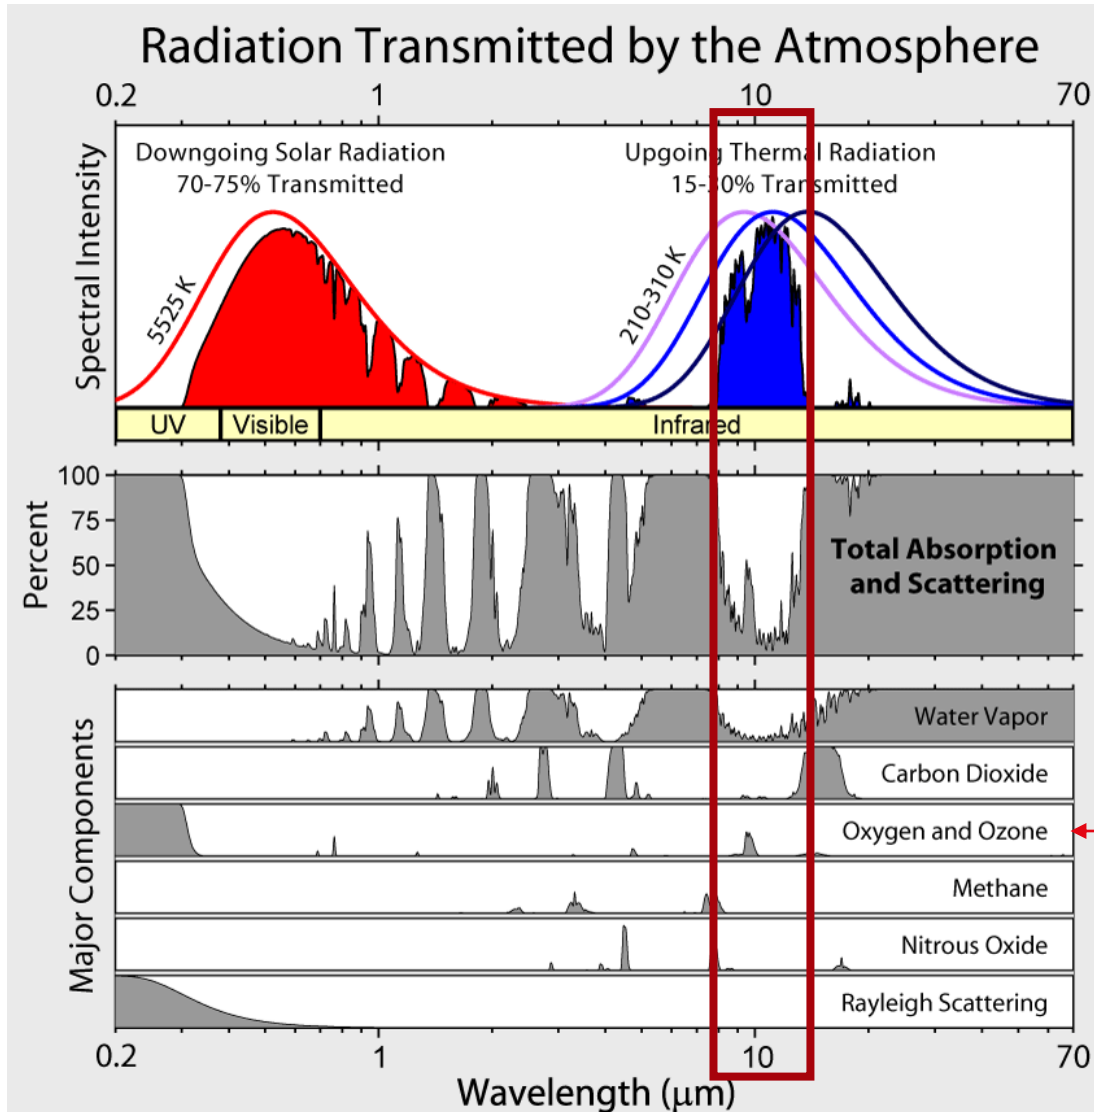 Radiation Transmitted by the Atmosphere
0.2 1 10 70
Spectral Intensity
Downgoing Solar Radiation
70-75% Transmitted
Upgoing Thermal Radiation
15-30% Transmitted
5525 K
210-310 K
UV Visible Infrared
Percent
100
75
50
25
0
Total Absorption
and Scattering
Major Components
Water Vapor
Carbon Dioxide
Oxygen and Ozone
Methane
Nitrous Oxide
Rayleigh Scattering
0.2 1 10 70
Wavelength (μm)